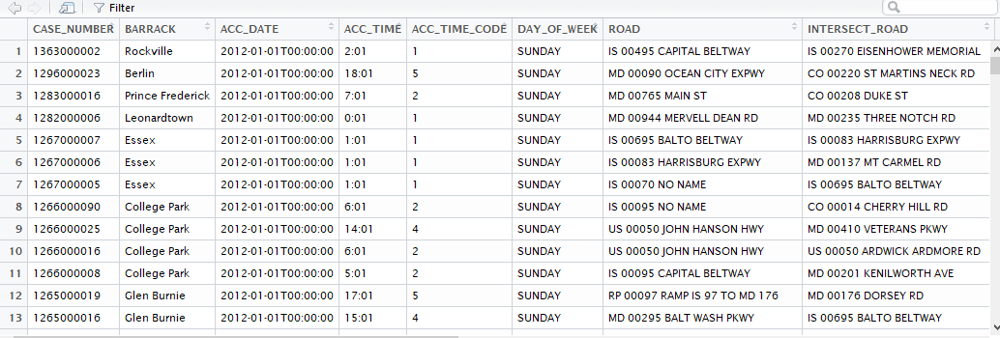 Filter
CASE_NUMBER BARRACK ACC_DATE ACC_TIME ACC_TIME_CODE DAY_OF_WEEK ROAD INTERSECT_ROAD
1 1363000002 Rockville 2012-01-01T00:00:00 2:01 1 SUNDAY IS 00495 CAPITAL BELTWAY IS 00270 EISENHOWER MEMORIAL
2 1296000023 Berlin 2012-01-01T00:00:00 18:01 5 SUNDAY MD 00090 OCEAN CITY EXPWY CO 00220 ST MARTINS NECK RD
3 1283000016 Prince Frederick 2012-01-01T00:00:00 7:01 2 SUNDAY MD 00765 MAIN ST CO 00208 DUKE ST
4 1282000006 Leonardtown 2012-01-01T00:00:00 0:01 1 SUNDAY MD 00944 MERVELL DEAN RD MD 00235 THREE NOTCH RD
5 1267000007 Essex 2012-01-01T00:00:00 1:01 1 SUNDAY IS 00695 BALTO BELTWAY IS 00083 HARRISBURG EXPWY
6 1267000006 Essex 2012-01-01T00:00:00 1:01 1 SUNDAY IS 00083 HARRISBURG EXPWY MD 00137 MT CARMEL RD
7 1267000005 Essex 2012-01-01T00:00:00 1:01 1 SUNDAY IS 00070 NO NAME IS 00695 BALTO BELTWAY
8 1266000090 College Park 2012-01-01T00:00:00 6:01 2 SUNDAY IS 00095 NO NAME CO 00014 CHERRY HILL RD
9 1266000025 College Park 2012-01-01T00:00:00 14:01 4 SUNDAY US 00050 JOHN HANSON HWY MD 00410 VETERANS PKWY
10 1266000016 College Park 2012-01-01T00:00:00 6:01 2 SUNDAY US 00050 JOHN HANSON HWY US 00050 ARDWICK ARDMORE RD
11 1266000008 College Park 2012-01-01T00:00:00 5:01 2 SUNDAY IS 00095 CAPITAL BELTWAY MD 00201 KENILWORTH AVE
12 1265000019 Glen Burnie 2012-01-01T00:00:00 17:01 5 SUNDAY RP 00097 RAMP IS 97 TO MD 176 MD 00176 DORSEY RD
13 1265000016 Glen Burnie 2012-01-01T00:00:00 15:01 4 SUNDAY MD 00295 BALT WASH PKWY IS 00695 BALTO BELTWAY